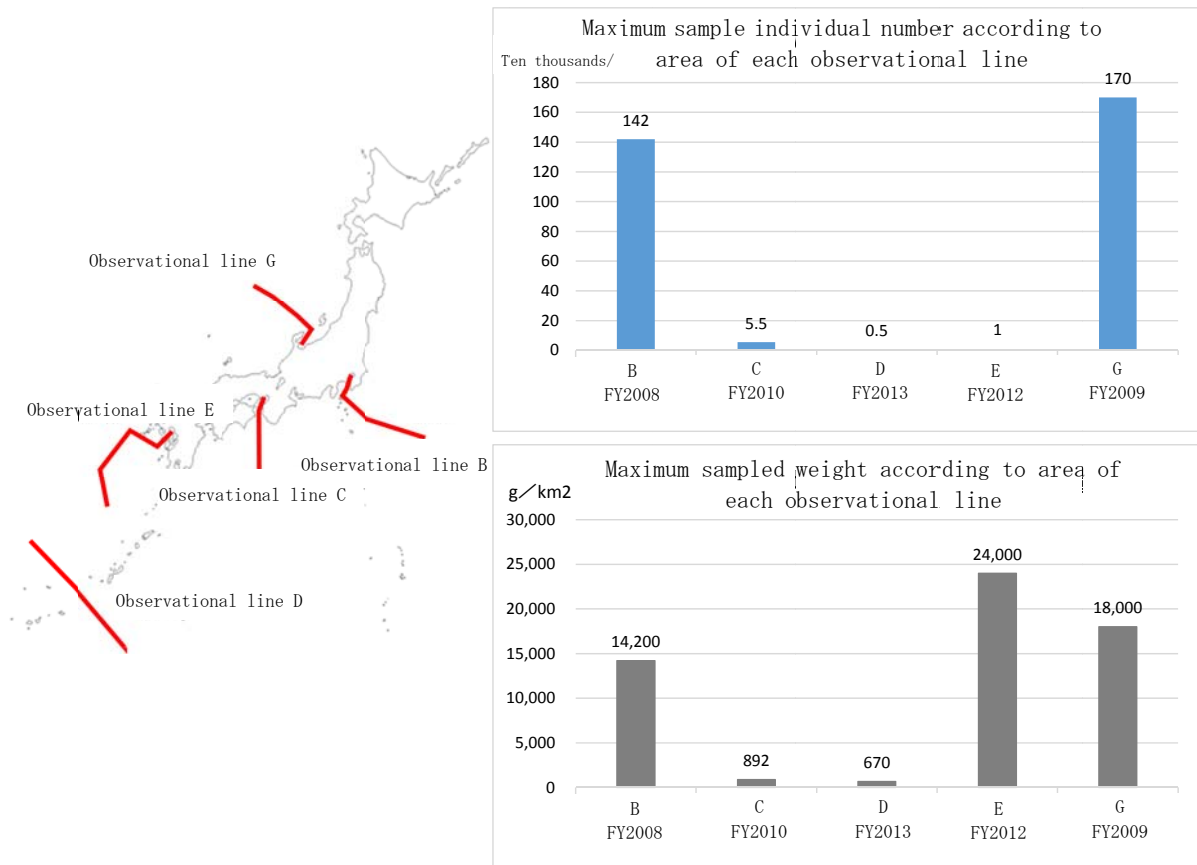 Observational line G
Observational line E
Observational line B
Observational line C
Observational line D
Maximum sample individual number according to
area of each observational line
Ten thousands/
180
160
140
120
100
80
60
40
20
0
142
5.5
0.5
1
170
B C D E G
FY2008 FY2010 FY2013 FY2012 FY2009
Maximum sampled weight according to area of
each observational line
g／km2
30,000
25,000
20,000
15,000
10,000
5,000
0
14,200
892
670
24,000
18,000
B C D E G
FY2008 FY2010 FY2013 FY2012 FY2009